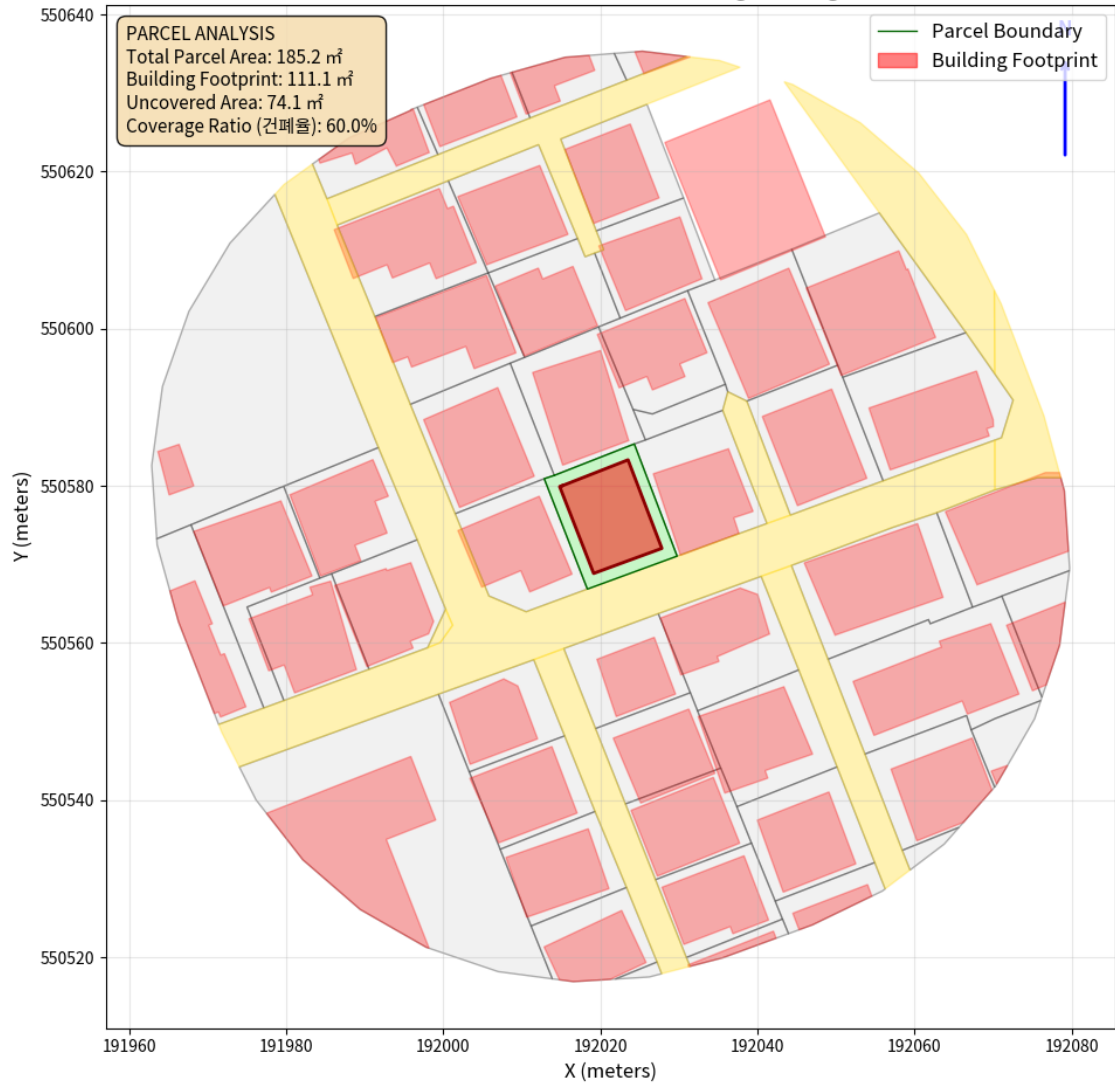 PARCEL ANALYSIS
Total Parcel Area: 185.2 ㎡
Building Footprint: 111.1 ㎡
Uncovered Area: 74.1 ㎡
Coverage Ratio (건폐율): 60.0%
N
Parcel Boundary
Building Footprint
550640
550620
550600
550580
550560
550540
550520
Y (meters)
191960
191980
192000
192020
192040
192060
192080
X (meters)